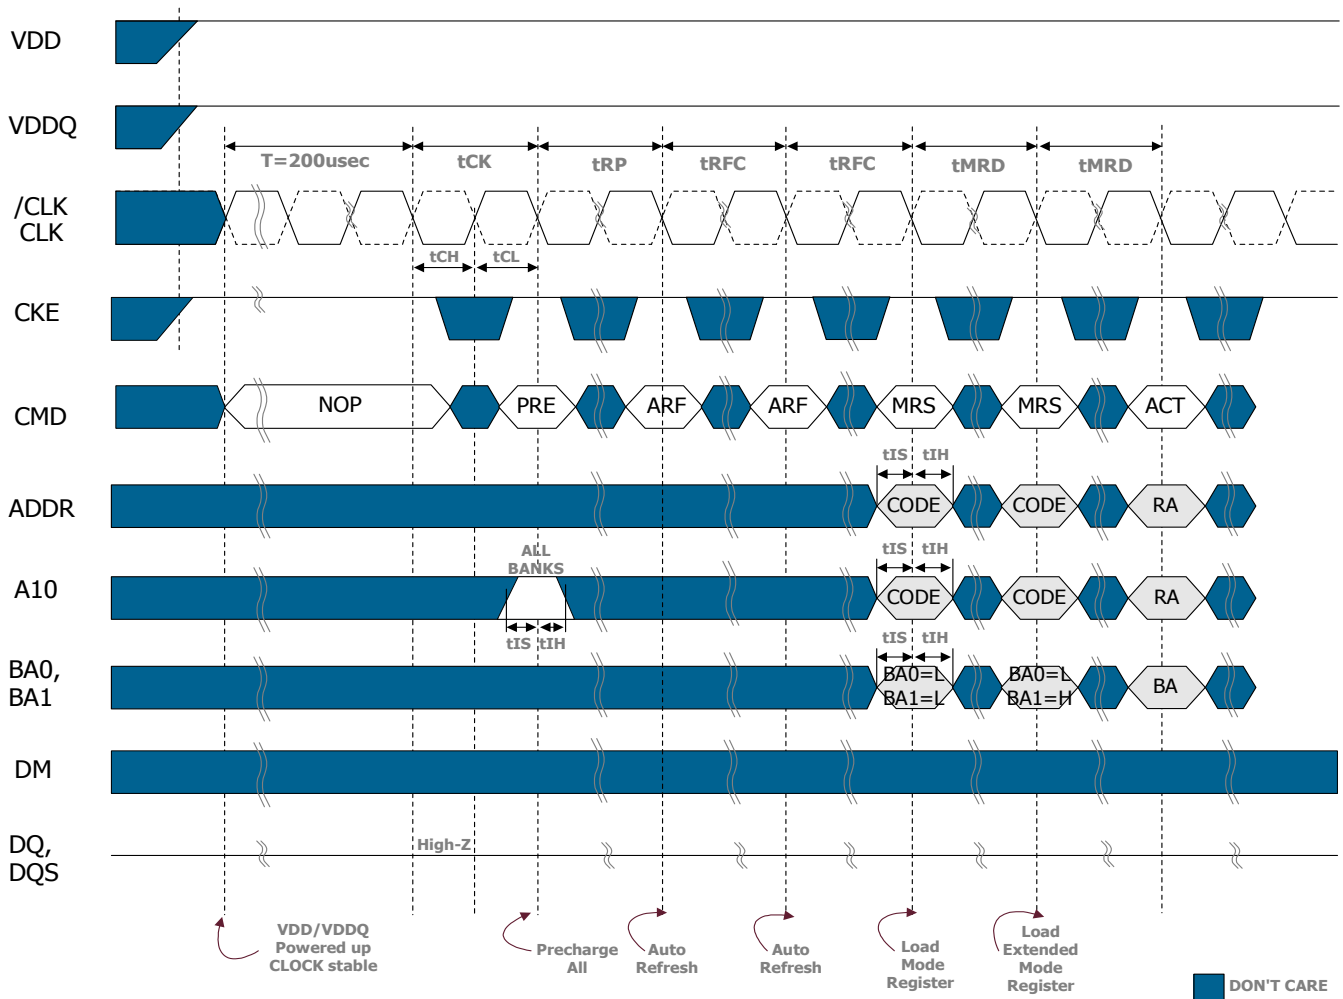 VDD
VDDQ
T=200usec tCK tRP tRFC tRFC tMRD tMRD
/CLK
CLK
tCH tCL
CKE
CMD NOP PRE ARF ARF MRS MRS ACT
tIS tIH
ADDR CODE CODE RA
ALL
BANKS
tIS tIH
A10 CODE CODE RA
tIS tIH
tIS tIH
BA0,
BA1
BA0=L
BA1=L
BA0=L
BA1=H
BA
DM
DQ,
DQS
High-Z
VDD/VDDQ
Powered up
CLOCK stable
Precharge
All
Auto
Refresh
Auto
Refresh
Load
Mode
Register
Load
Extended
Mode
Register
DON'T CARE